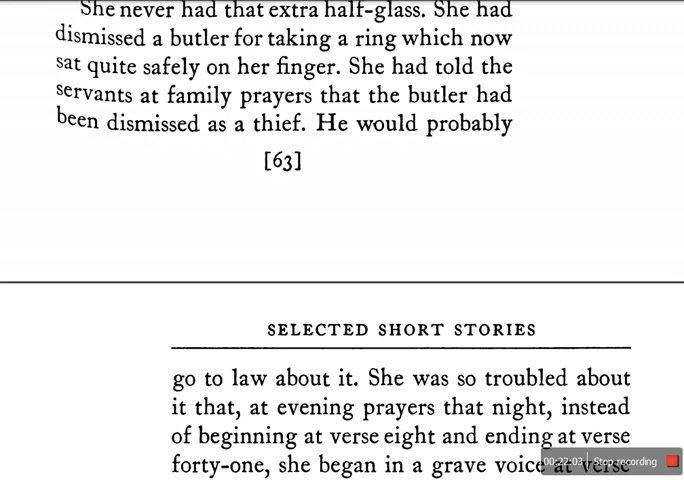 She never had that extra half-glass. She had
dismissed a butler for taking a ring which now
sat quite safely on her finger. She had told the
servants at family prayers that the butler had
been dismissed as a thief. He would probably
[63]
SELECTED SHORT STORIES
go to law about it. She was so troubled about
it that, at evening prayers that night, instead
of beginning at verse eight and ending at verse
forty-one, she began in a grave voice at verse
00:22:03 Stop recording